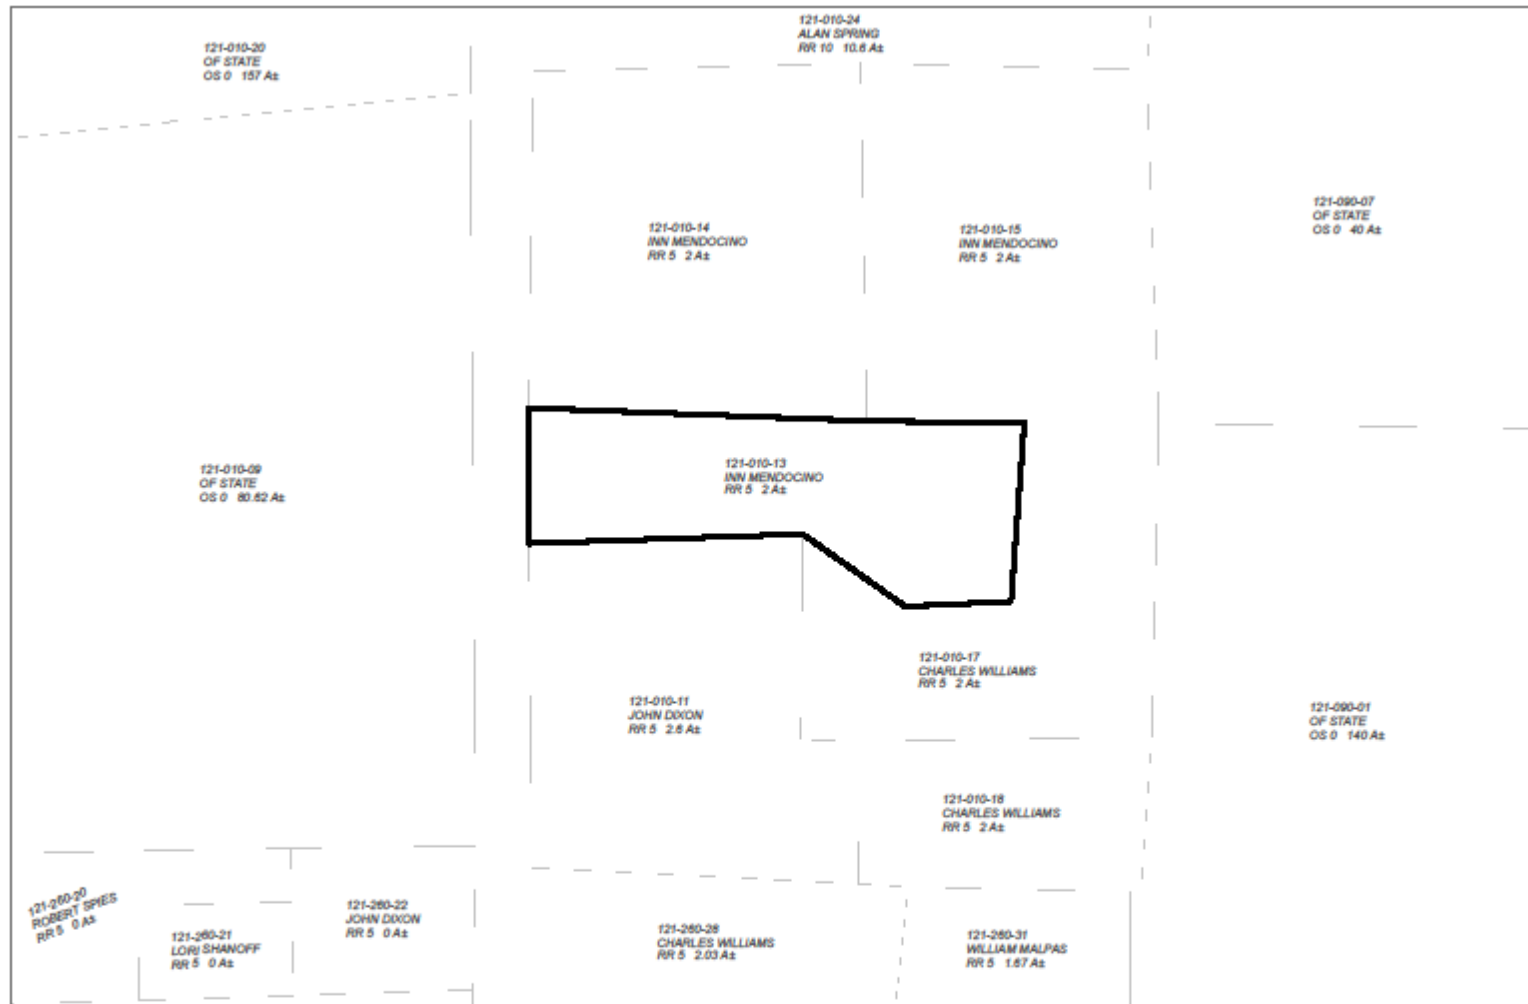 121-010-24
ALAN SPRING
RR 10 10.6 A±
121-010-20
OF STATE
OS 0 157 A±
121-090-07
OF STATE
OS 0 40 A±
121-010-14
INN MENDOCINO
RR 5 2 A±
121-010-15
INN MENDOCINO
RR 5 2 A±
121-010-09
OF STATE
OS 0 80.62 A±
121-010-13
INN MENDOCINO
RR 5 2 A±
121-010-17
CHARLES WILLIAMS
RR 5 2 A±
121-010-11
JOHN DIXON
RR 5 2.6 A±
121-090-01
OF STATE
OS 0 140 A±
121-010-18
CHARLES WILLIAMS
RR 5 2 A±
121-260-20
ROBERT SPIES
RR 5 0 A±
121-260-22
JOHN DIXON
RR 5 0 A±
121-260-21
LORI SHANOFF
RR 5 0 A±
121-260-28
CHARLES WILLIAMS
RR 5 2.03 A±
121-260-31
WILLIAM MALPAS
RR 5 1.67 A±